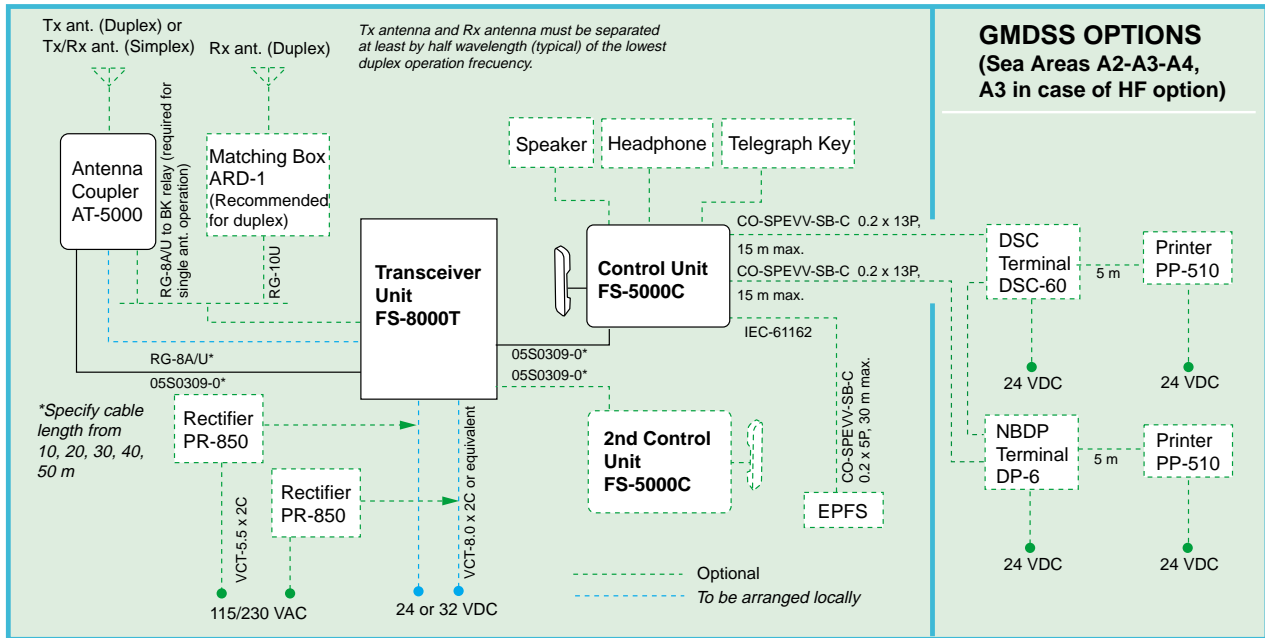 Tx ant. (Duplex) or
Tx/Rx ant. (Simplex)
Rx ant. (Duplex)
Tx antenna and Rx antenna must be separated
at least by half wavelength (typical) of the lowest
duplex operation frecuency.
GMDSS OPTIONS
(Sea Areas A2-A3-A4,
A3 in case of HF option)
Antenna
Coupler
AT-5000
RG-8A/U to BK relay (required for
single ant. operation)
Matching Box
ARD-1
(Recommended
for duplex)
RG-10U
Speaker
Headphone
Telegraph Key
Transceiver
Unit
FS-8000T
Control Unit
FS-5000C
CO-SPEVV-SB-C 0.2 x 13P,
15 m max.
CO-SPEVV-SB-C 0.2 x 13P,
15 m max.
IEC-61162
DSC
Terminal
DSC-60
5 m
Printer
PP-510
RG-8A/U*
05S0309-0*
05S0309-0*
05S0309-0*
24 VDC
24 VDC
*Specify cable
length from
10, 20, 30, 40,
50 m
Rectifier
PR-850
Rectifier
PR-850
VCT-5.5 x 2C
VCT-8.0 x 2C or equivalent
2nd Control
Unit
FS-5000C
CO-SPEVV-SB-C
0.2 x 5P, 30 m max.
EPFS
NBDP
Terminal
DP-6
5 m
Printer
PP-510
24 VDC
24 VDC
115/230 VAC
24 or 32 VDC
Optional
To be arranged locally